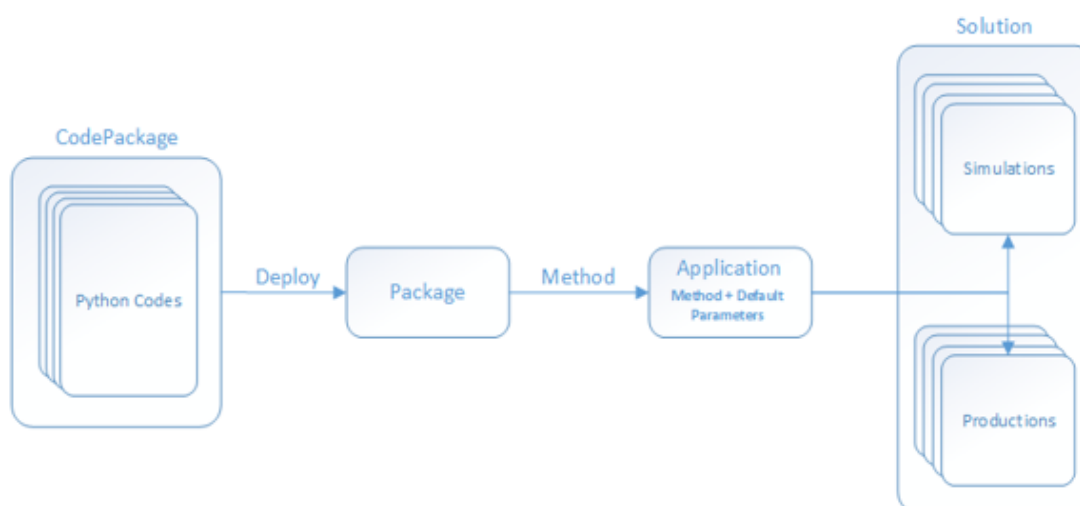 Solution
Simulations
CodePackage
Python Codes
Deploy
Package
Method
Application
Method + Default
Parameters
Productions